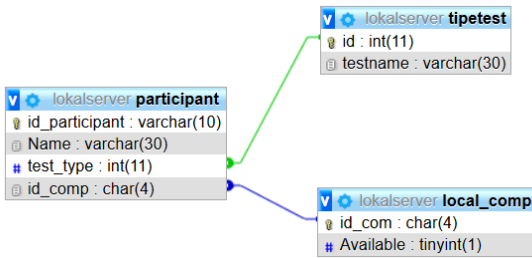 v lokalserver tipetest
id : int(11)
testname : varchar(30)
v lokalserver participant
id_participant : varchar(10)
Name : varchar(30)
# test_type : int(11)
id_comp : char(4)
v lokalserver local_comp
id_com : char(4)
# Available : tinyint(1)